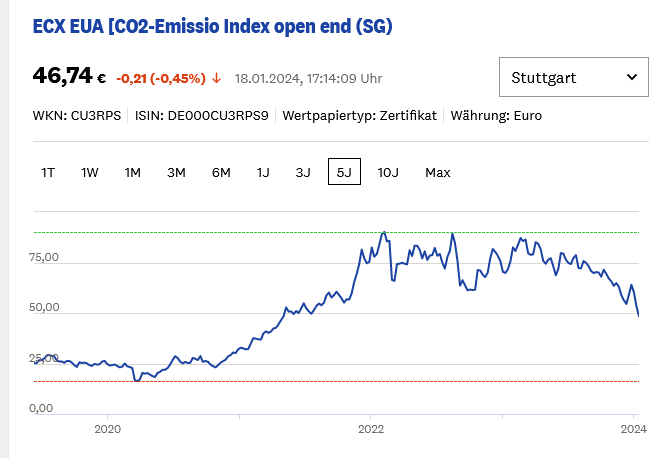 ECX EUA [CO2-Emissio Index open end (SG)
46,74 € -0,21 (-0,45%) ↓ 18.01.2024, 17:14:09 Uhr
Stuttgart
WKN: CU3RPS ISIN: DE000CU3RPS9 Wertpapiertyp: Zertifikat Währung: Euro
1T 1W 1M 3M 6M 1J 3J 5J 10J Max
75,00
50,00
25,00
0,00
2020 2022 2024